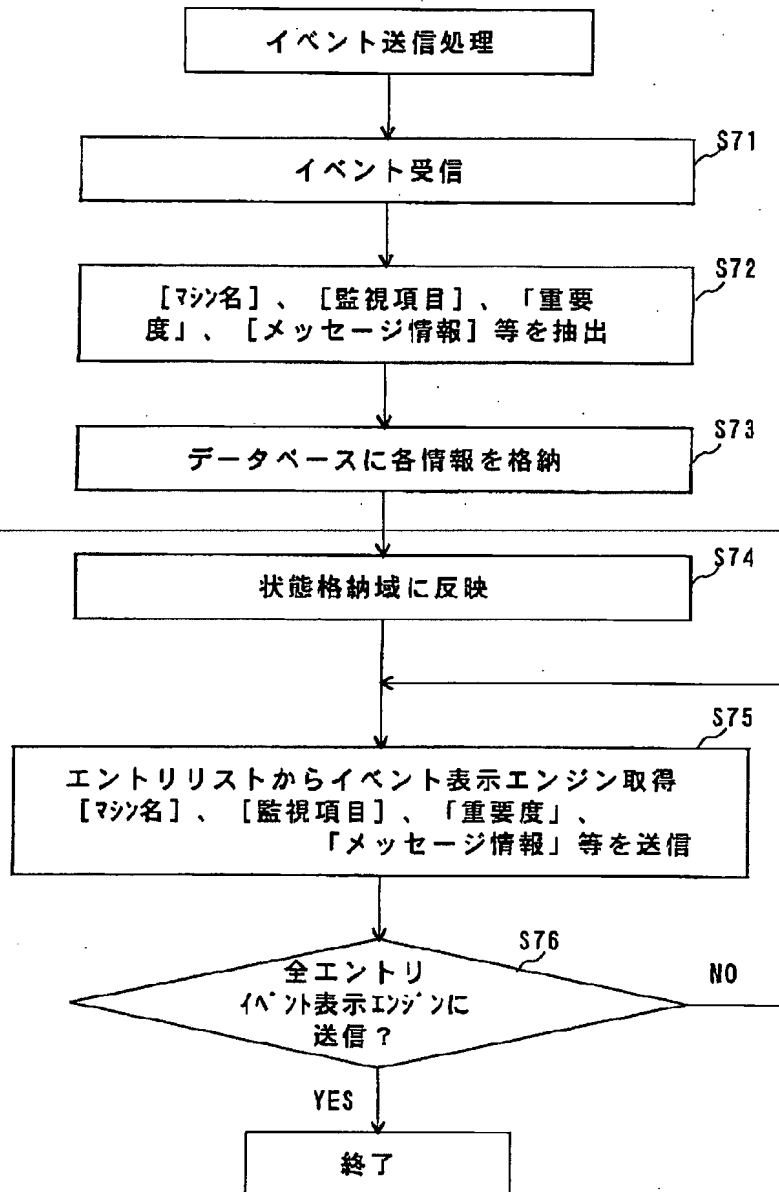 イベント送信処理
S71
イベント受信
S72
［ﾏｼﾝ名］、［監視項目］、「重要
度」、［メッセージ情報］等を抽出
S73
データベースに各情報を格納
S74
状態格納域に反映
S75
エントリリストからイベント表示エンジン取得
［ﾏｼﾝ名］、［監視項目］、「重要度」、
「メッセージ情報」等を送信
S76
全エントリ
ｲﾍﾞﾝﾄ表示ｴﾝｼﾞﾝに
送信？
NO
YES
終了